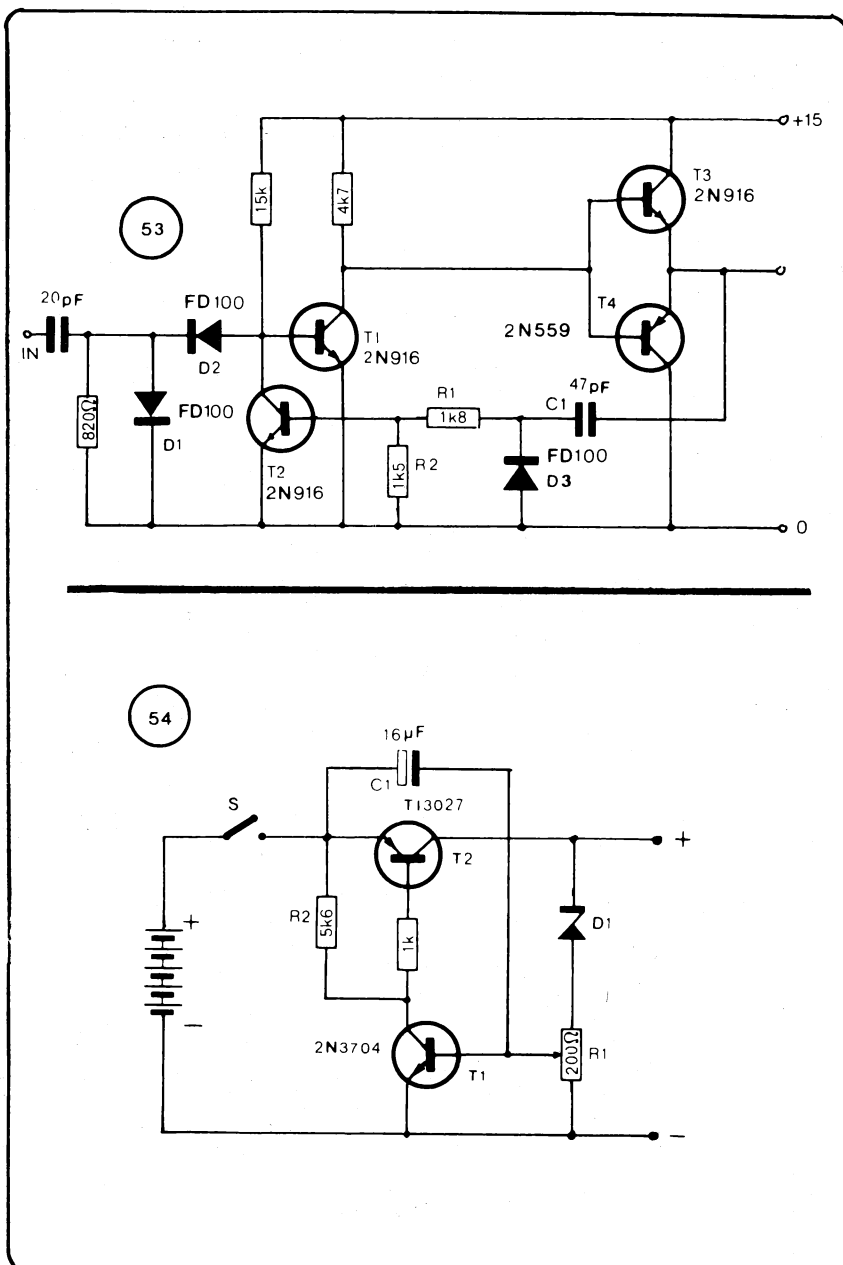 +15
T3
2N916
15k
4k7
53
20pF
FD100
T4
IN
D2
T1
2N916
2N559
820Ω
FD100
D1
R1
1k8
C1
47pF
T2
2N916
1k5
R2
FD100
D3
0
54
16µF
C1
TI3027
S
T2
+
R2
5k6
1k
D1
+
-
2N3704
T1
200Ω
R1
-